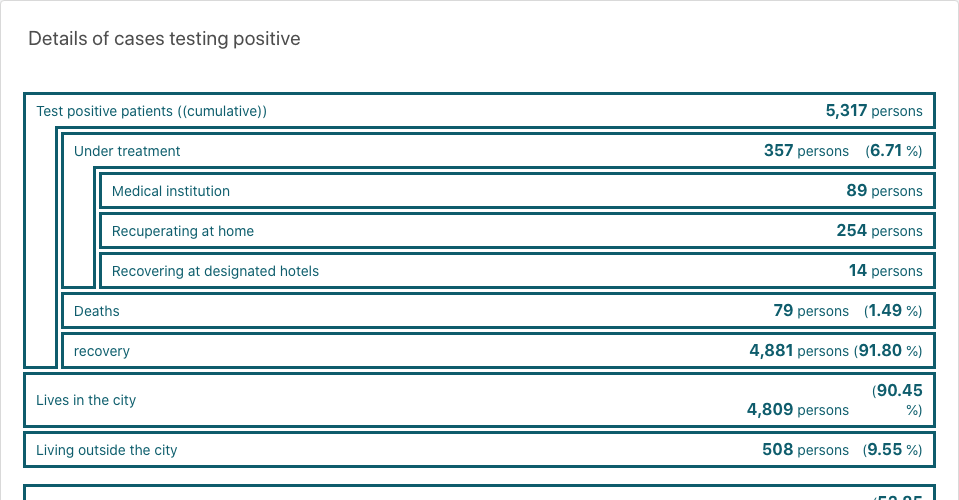 Details of cases testing positive
Test positive patients ((cumulative)) 5,317 persons
Under treatment 357 persons (6.71 %)
Medical institution 89 persons
Recuperating at home 254 persons
Recovering at designated hotels 14 persons
Deaths 79 persons (1.49 %)
recovery 4,881 persons (91.80 %)
Lives in the city 4,809 persons (90.45 %)
Living outside the city 508 persons (9.55 %)